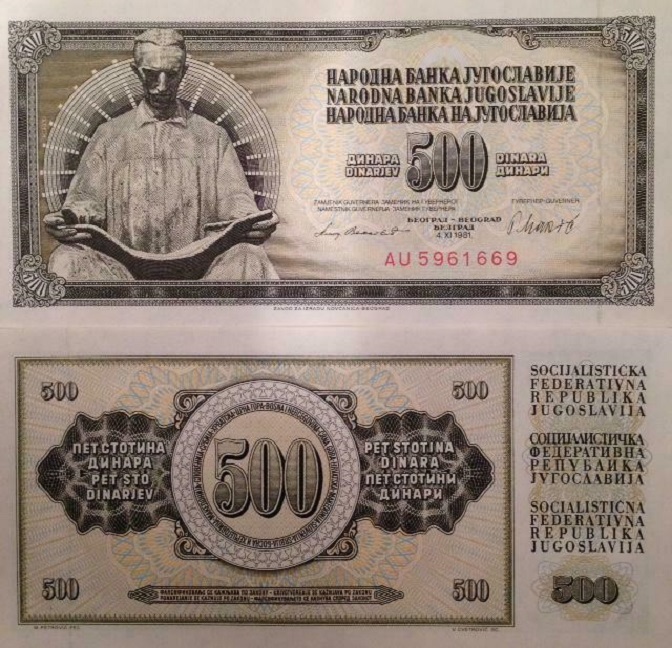 НАРОДНА БАНКА ЈУГОСЛАВИЈЕ
NARODNA BANKA JUGOSLAVIJE
НАРОДНА БАНКА НА ЈУГОСЛАВИЈА
ДИНАРА
DINARJEV
500
DINARA
ДИНАРИ
БЕОГРАД - BEOGRAD
БЕЛГРАД
4. XI 1981.
AU 5961669
500
500
ПЕТ СТОТИНА
ДИНАРА
PET STO
DINARJEV
500
PET STOTINA
DINARA
ПЕТ СТОТИНИ
ДИНАРИ
500
500
SOCIJALISTIČKA
FEDERATIVNA
REPUBLIKA
JUGOSLAVIJA
СОЦИЈАЛИСТИЧКА
ФЕДЕРАТИВНА
РЕПУБЛИКА
ЈУГОСЛАВИЈА
SOCIALISTIČNA
FEDERATIVNA
REPUBLIKA
JUGOSLAVIJA
500